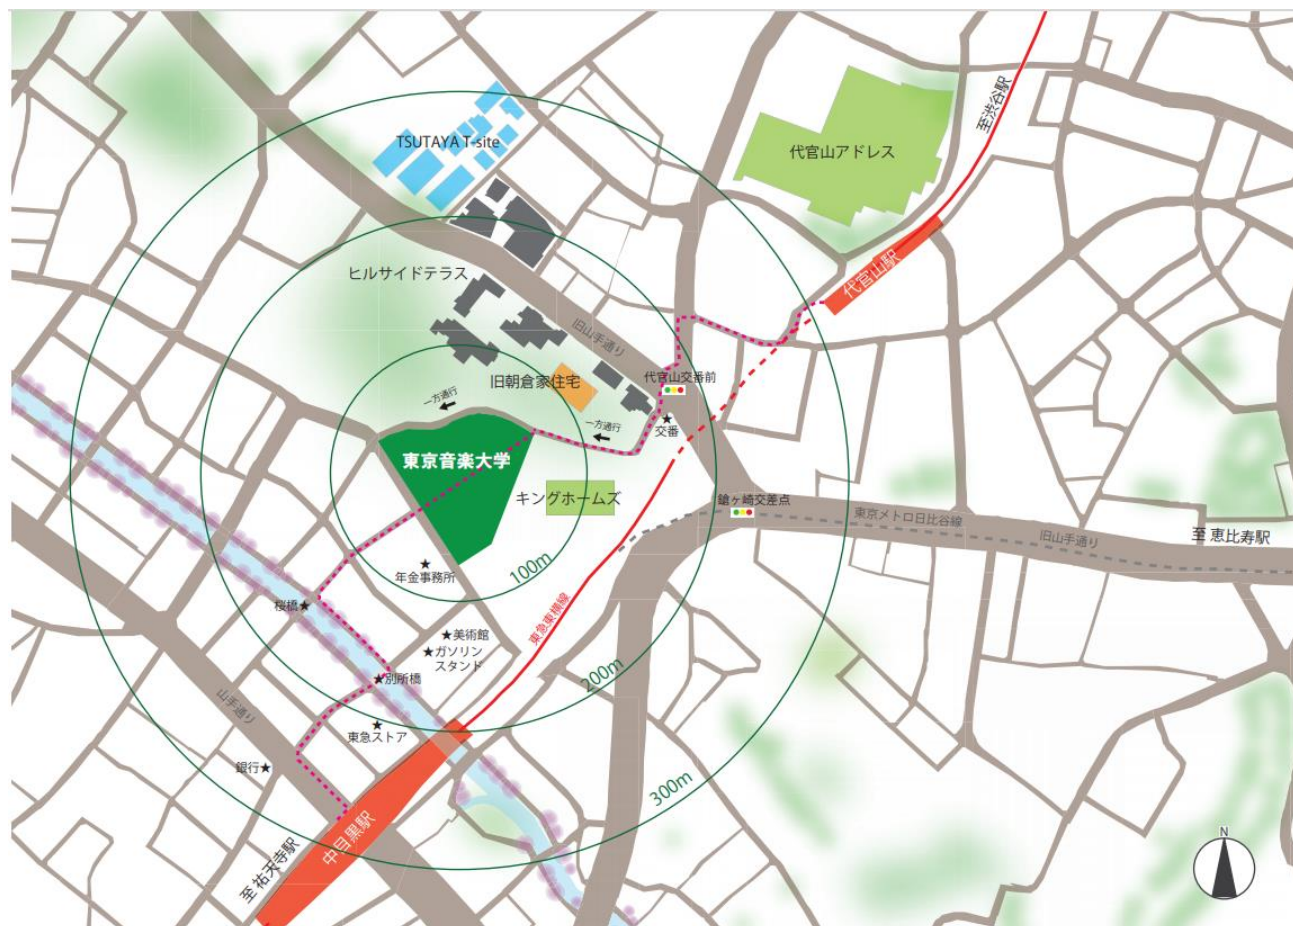 至渋谷駅
TSUTAYA T-site
代官山アドレス
代官山駅
ヒルサイドテラス
旧山手通り
代官山交番前
旧朝倉家住宅
一方通行
一方通行
★
交番
東京音楽大学
キングホームズ
鎗ヶ崎交差点
東京メトロ日比谷線
旧山手通り
至 恵比寿駅
100m
★
年金事務所
桜橋★
東急東横線
★美術館
★ガソリン
スタンド
200m
★別所橋
山手通り
★
東急ストア
銀行★
300m
中目黒駅
至 祐天寺駅
N